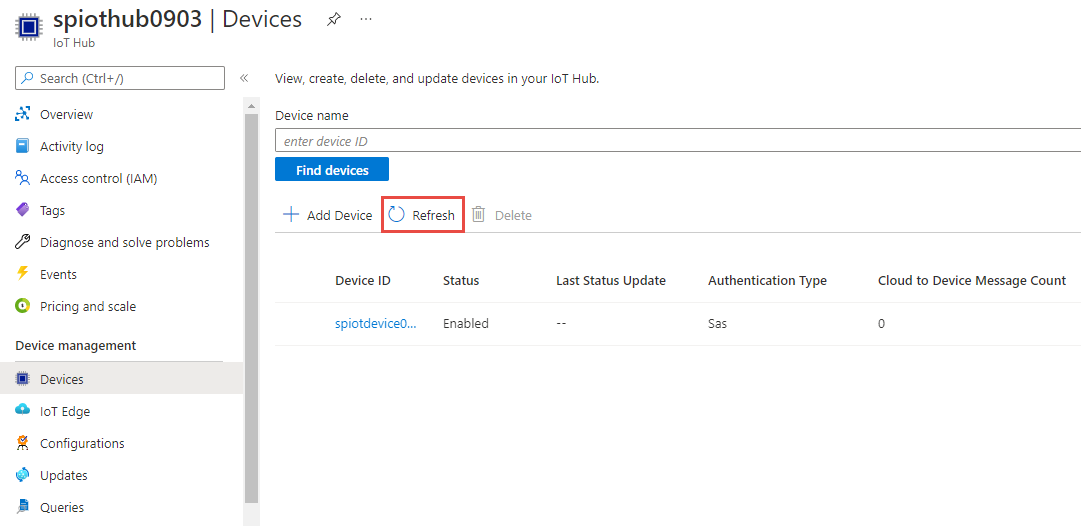 spiothub0903 | Devices
IoT Hub
Search (Ctrl+/)
Overview
Activity log
Access control (IAM)
Tags
Diagnose and solve problems
Events
Pricing and scale
Device management
Devices
IoT Edge
Configurations
Updates
Queries
View, create, delete, and update devices in your IoT Hub.
Device name
enter device ID
Find devices
Add Device Refresh Delete
Device ID Status Last Status Update Authentication Type Cloud to Device Message Count
spiotdevice0... Enabled -- Sas 0